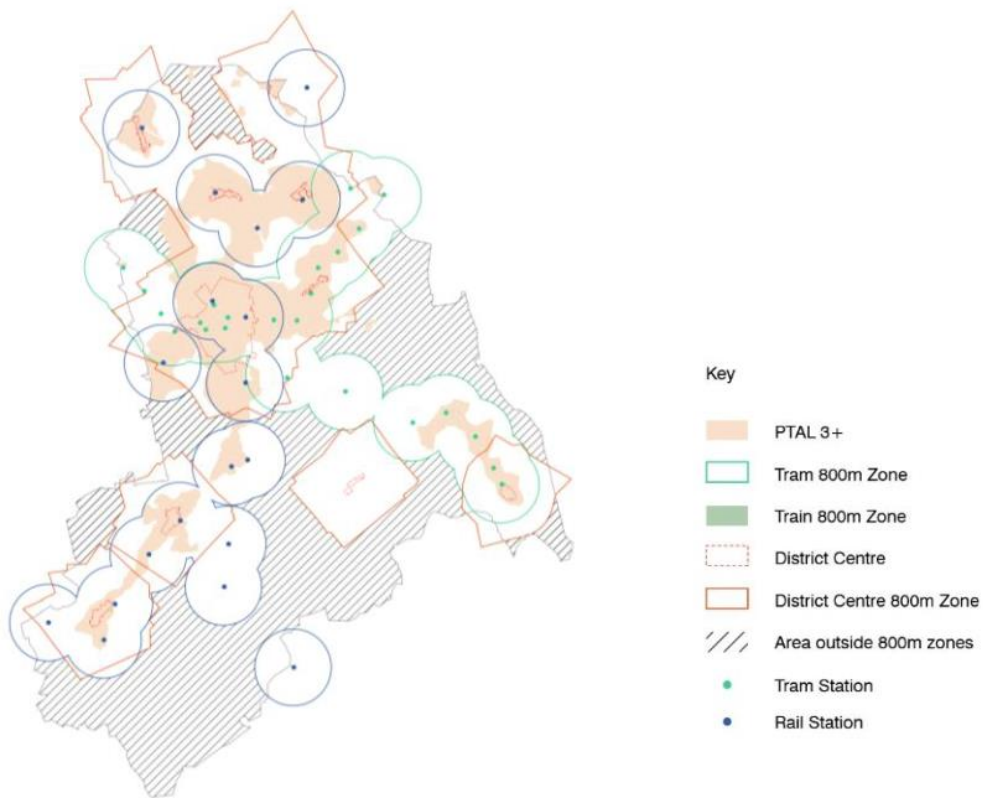 Key
PTAL 3+
Tram 800m Zone
Train 800m Zone
District Centre
District Centre 800m Zone
Area outside 800m zones
Tram Station
Rail Station